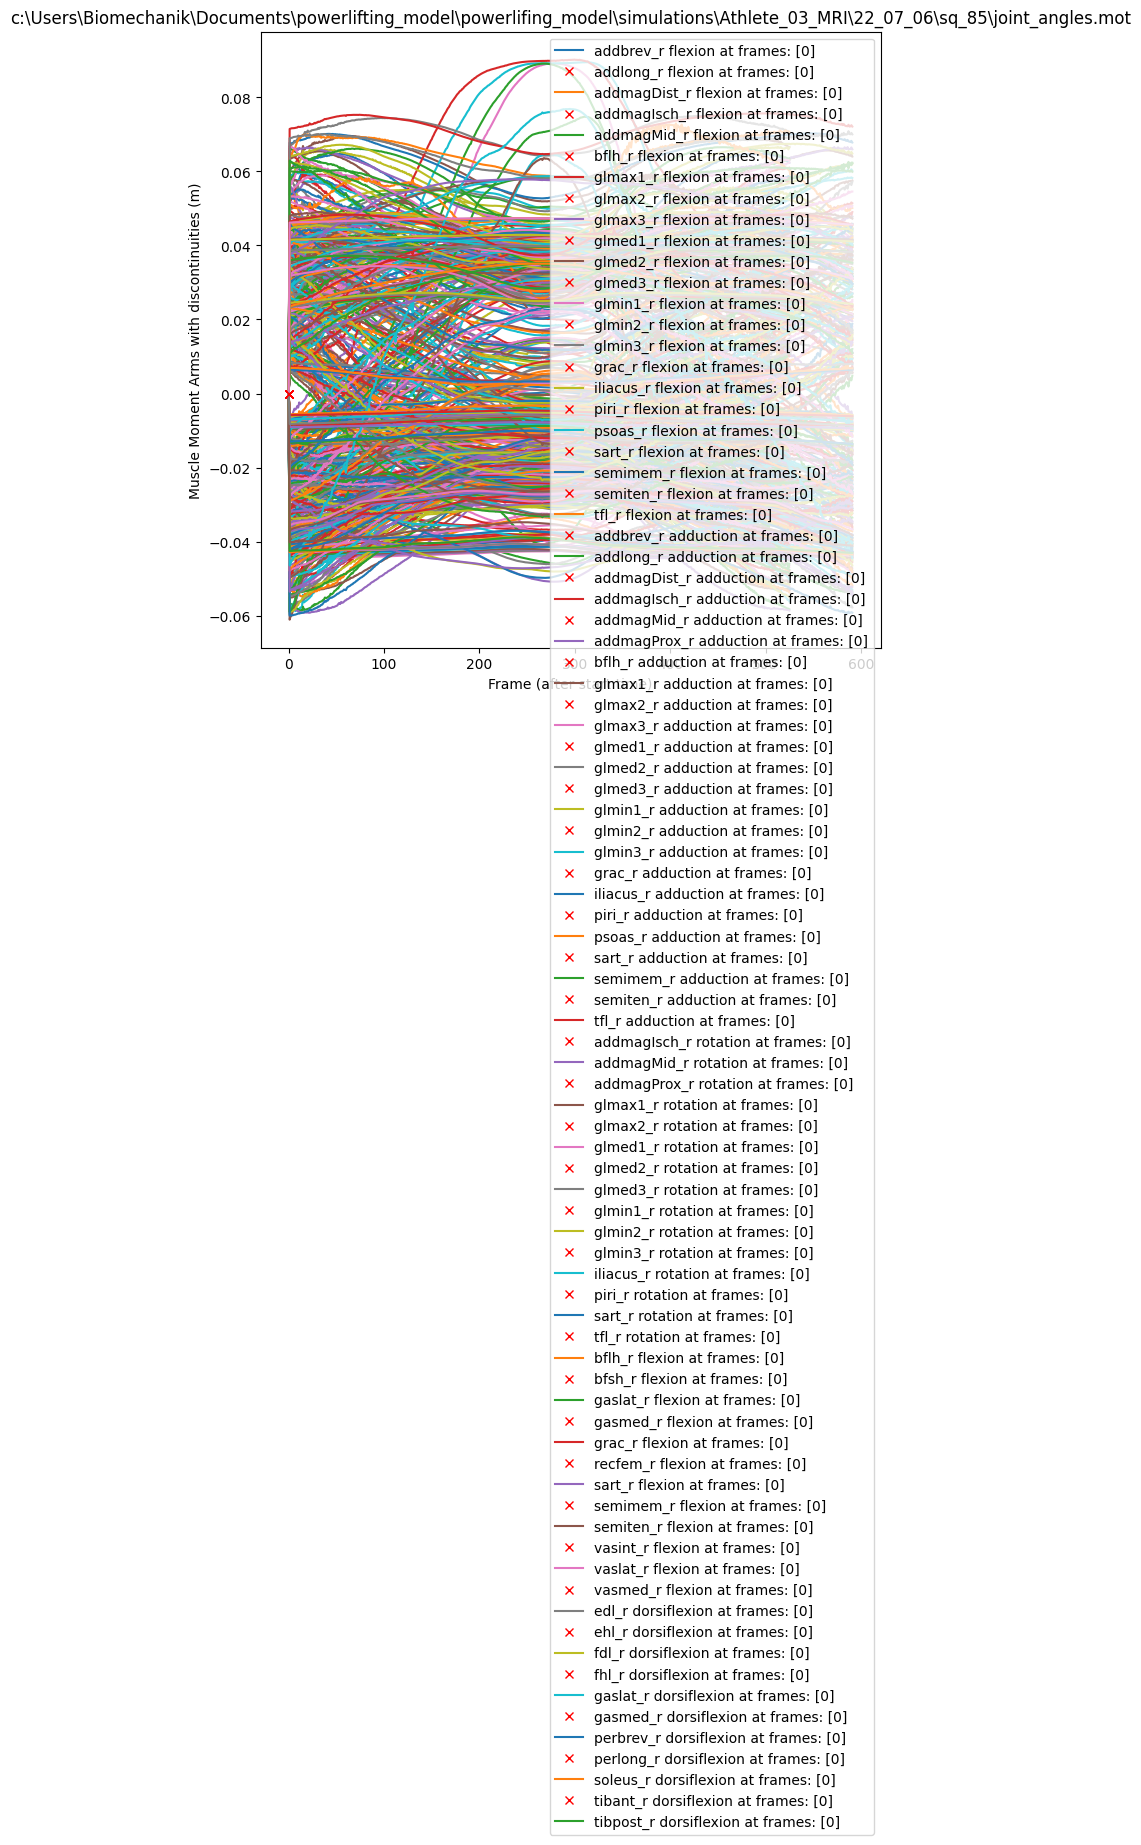 c:\Users\Biomechanik\Documents\powerlifting_model\powerlifing_model\simulations\Athlete_03_MRI\22_07_06\sq_85\joint_angles.mot
Muscle Moment Arms with discontinuities (m)
0.08
0.06
0.04
0.02
0.00
−0.02
−0.04
−0.06
0
100
200
600
Frame (after
addbrev_r flexion at frames: [0]
addlong_r flexion at frames: [0]
addmagDist_r flexion at frames: [0]
addmagIsch_r flexion at frames: [0]
addmagMid_r flexion at frames: [0]
bflh_r flexion at frames: [0]
glmax1_r flexion at frames: [0]
glmax2_r flexion at frames: [0]
glmax3_r flexion at frames: [0]
glmed1_r flexion at frames: [0]
glmed2_r flexion at frames: [0]
glmed3_r flexion at frames: [0]
glmin1_r flexion at frames: [0]
glmin2_r flexion at frames: [0]
glmin3_r flexion at frames: [0]
grac_r flexion at frames: [0]
iliacus_r flexion at frames: [0]
piri_r flexion at frames: [0]
psoas_r flexion at frames: [0]
sart_r flexion at frames: [0]
semimem_r flexion at frames: [0]
semiten_r flexion at frames: [0]
tfl_r flexion at frames: [0]
addbrev_r adduction at frames: [0]
addlong_r adduction at frames: [0]
addmagDist_r adduction at frames: [0]
addmagIsch_r adduction at frames: [0]
addmagMid_r adduction at frames: [0]
addmagProx_r adduction at frames: [0]
bflh_r adduction at frames: [0]
glmax1_r adduction at frames: [0]
glmax2_r adduction at frames: [0]
glmax3_r adduction at frames: [0]
glmed1_r adduction at frames: [0]
glmed2_r adduction at frames: [0]
glmed3_r adduction at frames: [0]
glmin1_r adduction at frames: [0]
glmin2_r adduction at frames: [0]
glmin3_r adduction at frames: [0]
grac_r adduction at frames: [0]
iliacus_r adduction at frames: [0]
piri_r adduction at frames: [0]
psoas_r adduction at frames: [0]
sart_r adduction at frames: [0]
semimem_r adduction at frames: [0]
semiten_r adduction at frames: [0]
tfl_r adduction at frames: [0]
addmagIsch_r rotation at frames: [0]
addmagMid_r rotation at frames: [0]
addmagProx_r rotation at frames: [0]
glmax1_r rotation at frames: [0]
glmax2_r rotation at frames: [0]
glmed1_r rotation at frames: [0]
glmed2_r rotation at frames: [0]
glmed3_r rotation at frames: [0]
glmin1_r rotation at frames: [0]
glmin2_r rotation at frames: [0]
glmin3_r rotation at frames: [0]
iliacus_r rotation at frames: [0]
piri_r rotation at frames: [0]
sart_r rotation at frames: [0]
tfl_r rotation at frames: [0]
bflh_r flexion at frames: [0]
bfsh_r flexion at frames: [0]
gaslat_r flexion at frames: [0]
gasmed_r flexion at frames: [0]
grac_r flexion at frames: [0]
recfem_r flexion at frames: [0]
sart_r flexion at frames: [0]
semimem_r flexion at frames: [0]
semiten_r flexion at frames: [0]
vasint_r flexion at frames: [0]
vaslat_r flexion at frames: [0]
vasmed_r flexion at frames: [0]
edl_r dorsiflexion at frames: [0]
ehl_r dorsiflexion at frames: [0]
fdl_r dorsiflexion at frames: [0]
fhl_r dorsiflexion at frames: [0]
gaslat_r dorsiflexion at frames: [0]
gasmed_r dorsiflexion at frames: [0]
perbrev_r dorsiflexion at frames: [0]
perlong_r dorsiflexion at frames: [0]
soleus_r dorsiflexion at frames: [0]
tibant_r dorsiflexion at frames: [0]
tibpost_r dorsiflexion at frames: [0]